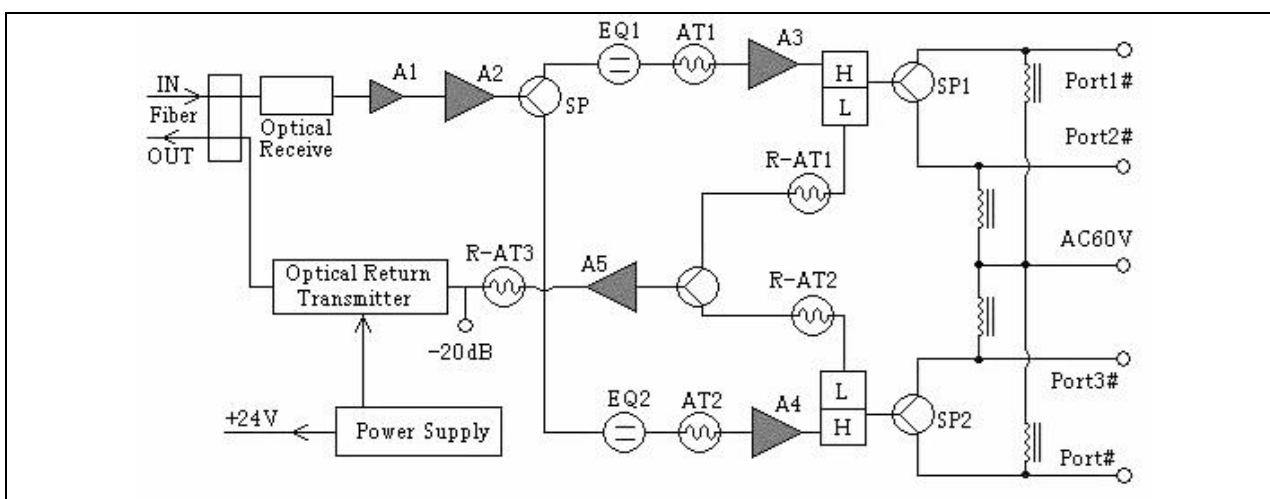 EQ1
AT1
A3
H
L
SP1
Port1#
IN
Fiber
OUT
Optical
Receive
A1
A2
SP
Port2#
R-AT1
AC60V
Optical Return
Transmitter
R-AT3
A5
R-AT2
-20dB
Port3#
+24V
Power Supply
EQ2
AT2
A4
L
H
SP2
Port#